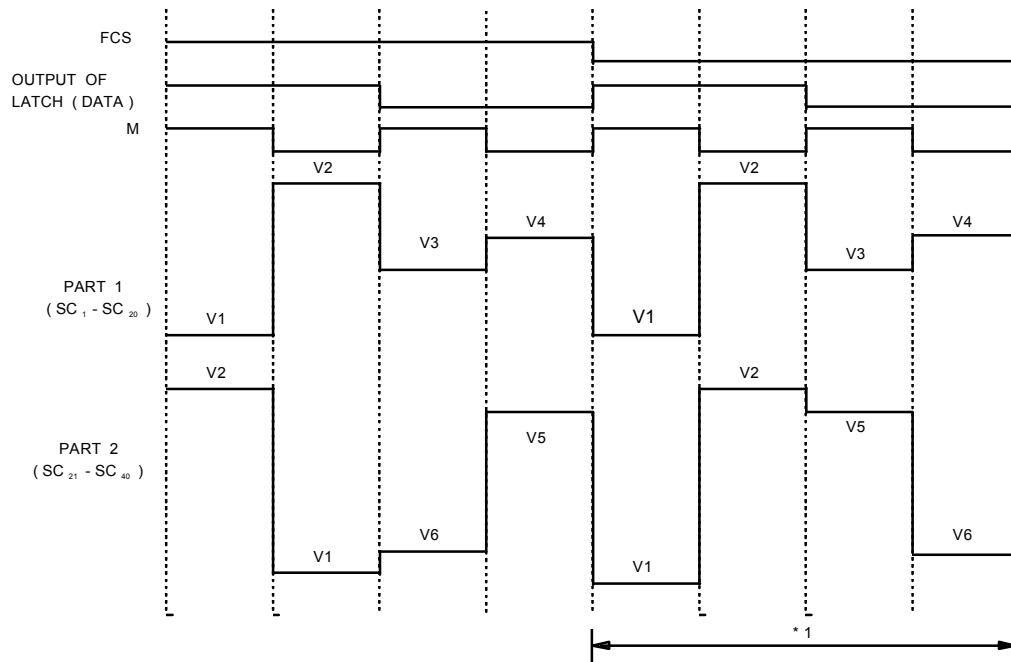 FCS
OUTPUT OF
LATCH ( DATA )
M
V2 V2
V4 V4
V3 V3
PART 1
( SC ₁ - SC ₂₀ )
V1 V1
V2 V2
PART 2
( SC ₂₁ - SC ₄₀ )
V5 V5
V6 V6
V1 V1
* 1